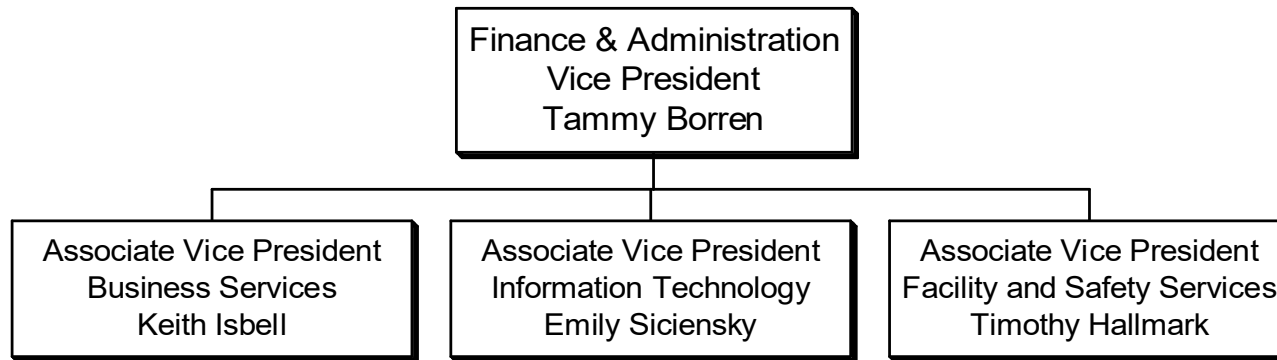 Finance & Administration
Vice President
Tammy Borren
Associate Vice President
Business Services
Keith Isbell
Associate Vice President
Information Technology
Emily Siciensky
Associate Vice President
Facility and Safety Services
Timothy Hallmark